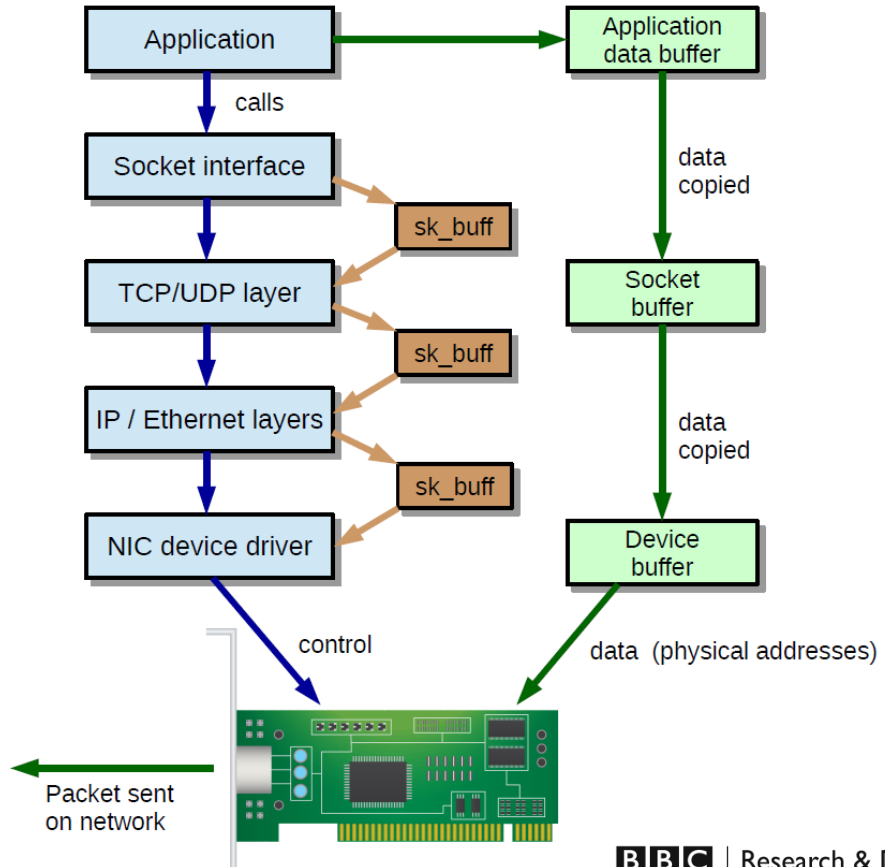 Application
Application
data buffer
calls
Socket interface
data
copied
sk_buff
TCP/UDP layer
Socket
buffer
sk_buff
IP / Ethernet layers
data
copied
sk_buff
NIC device driver
Device
buffer
control
data (physical addresses)
Packet sent
on network
BBC | Research &